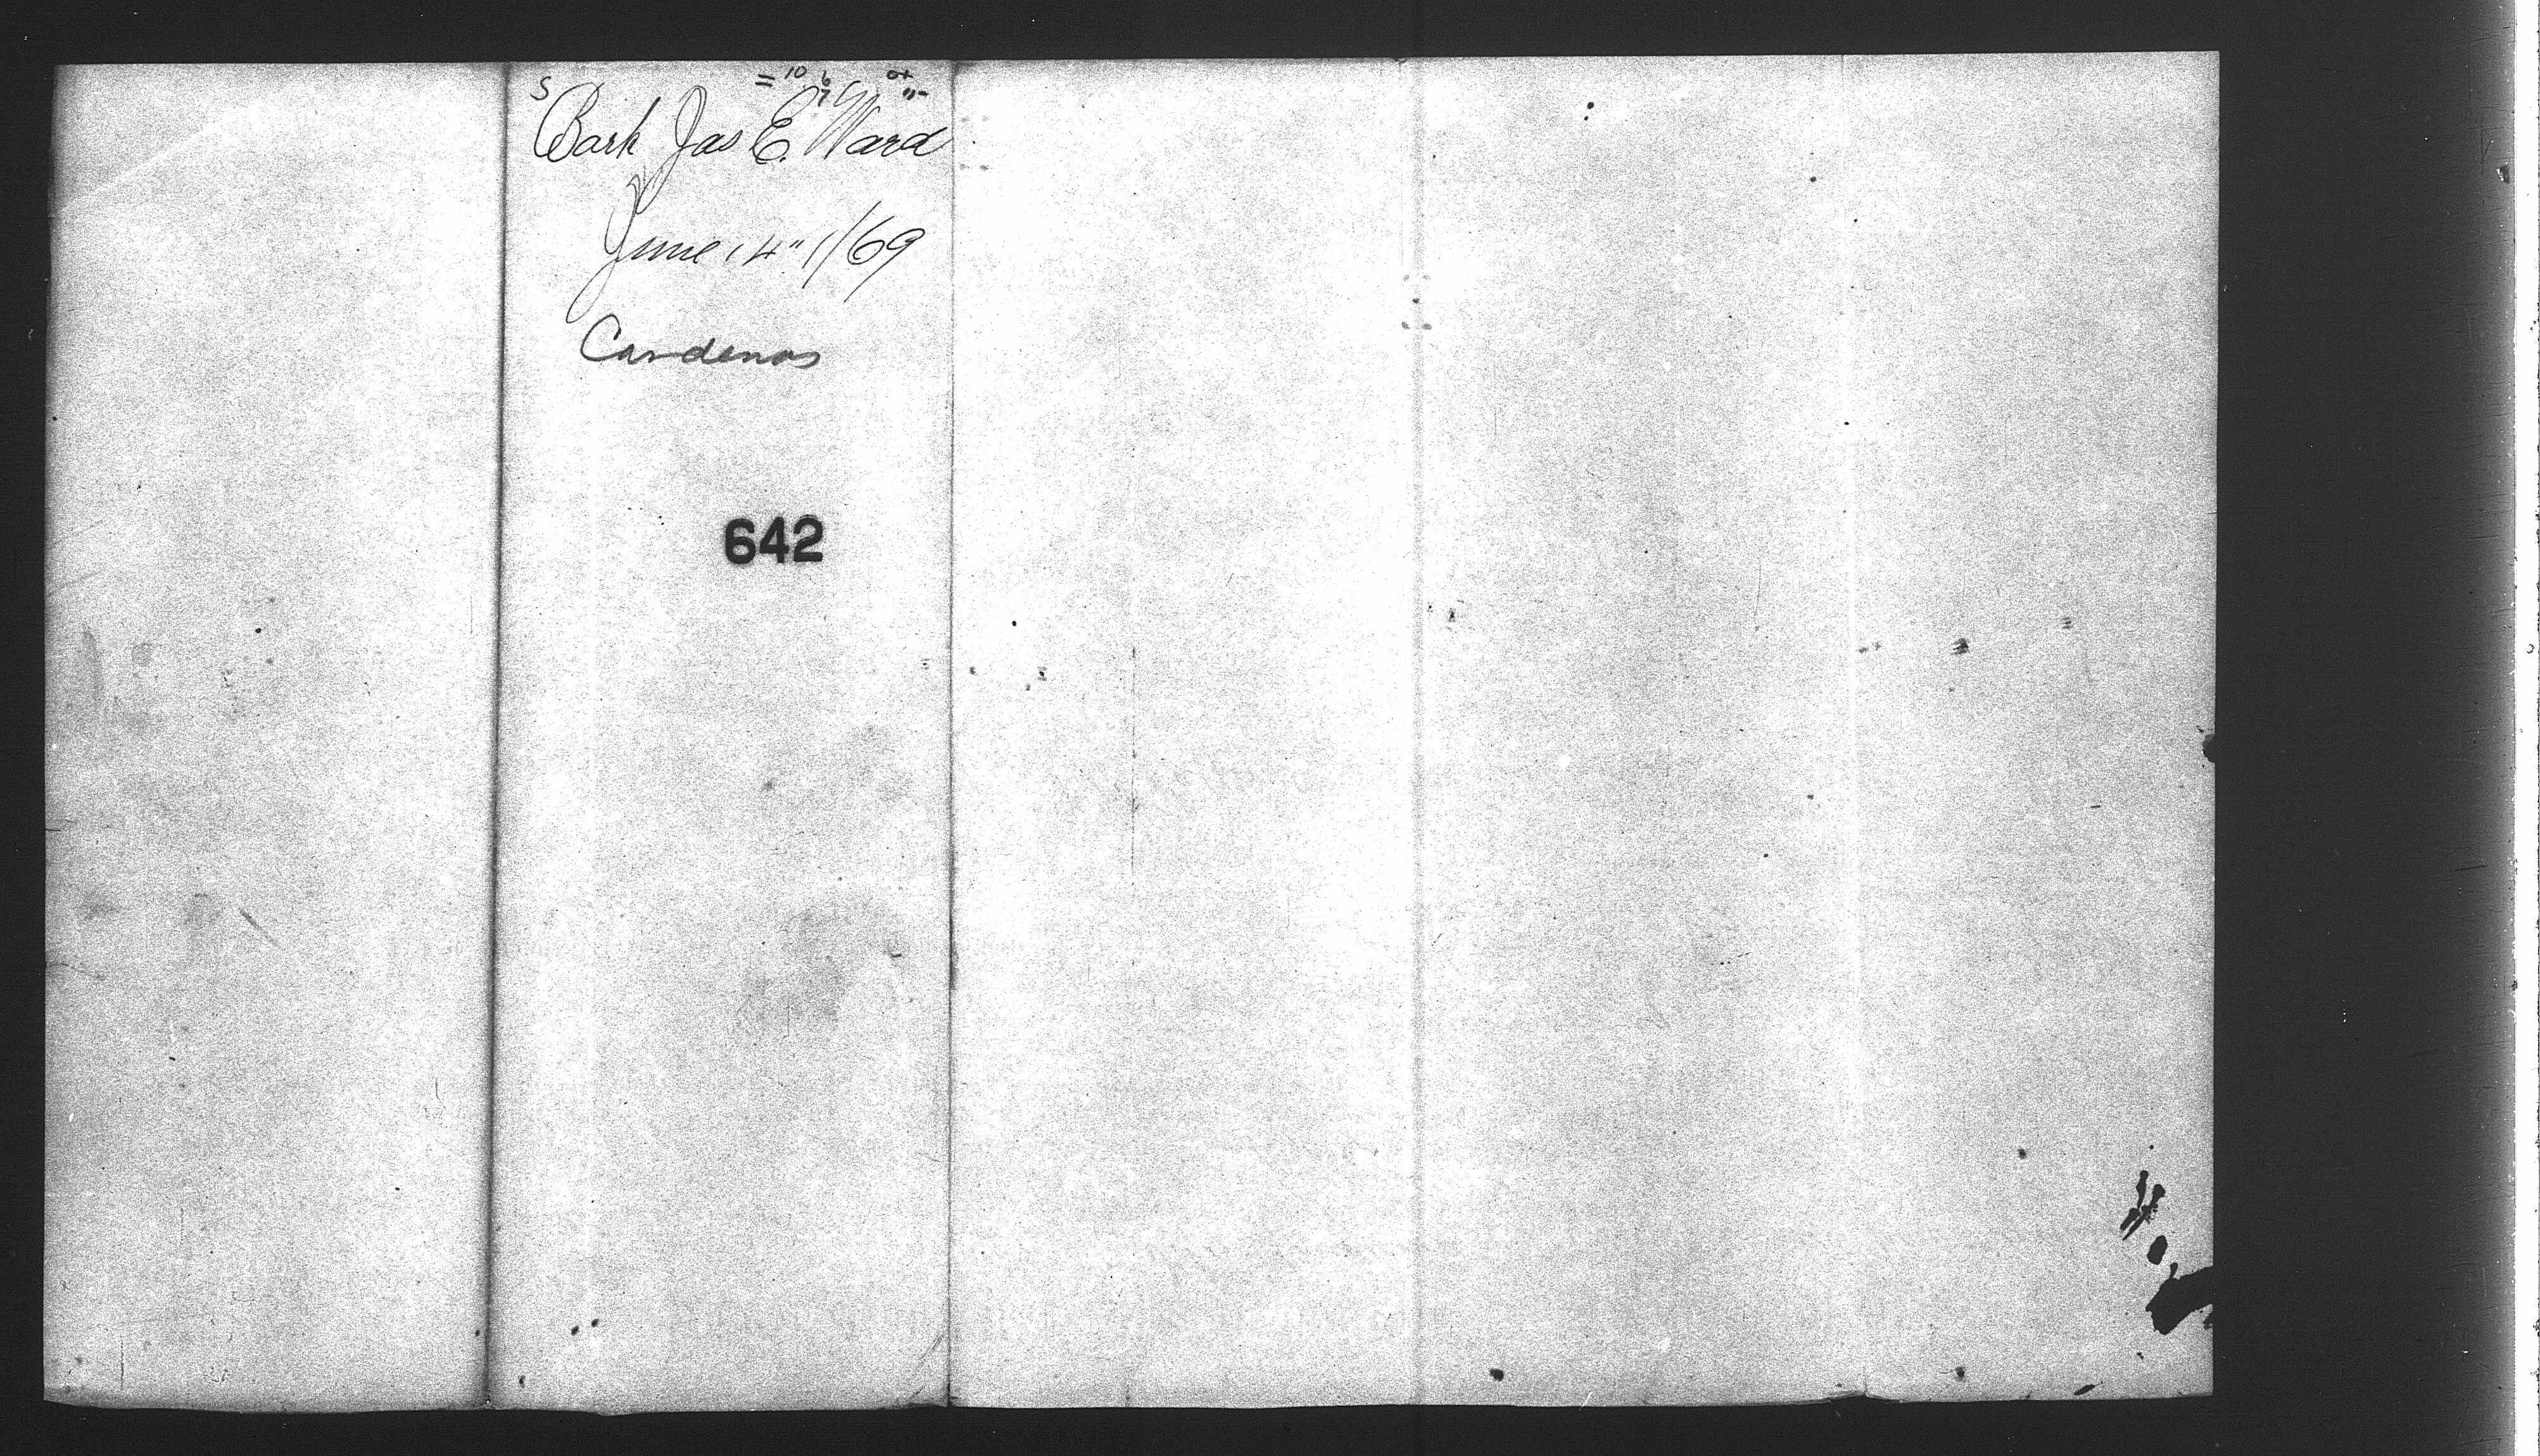 S
Bark Jas E. Ward
June 14" 1/69
Cardenas
642